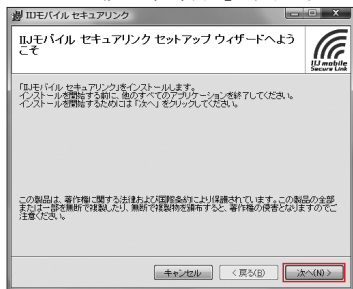 IIJモバイル セキュアリンク
IIJモバイル セキュアリンク セットアップ ウィザードへよう
こそ
IIJ mobile
Secure Link
「IIJモバイル セキュアリンク」をインストールします。
インストールを開始する前に、他のすべてのアプリケーションを終了してください。
インストールを開始するためには「次へ」をクリックしてください。
この製品は、著作権に関する法律および国際条約により保護されています。この製品の全部
または一部を無断で複製したり、無断で複製物を頒布すると、著作権の侵害となりますのでご
注意ください。
キャンセル
< 戻る(B)
次へ(N) >